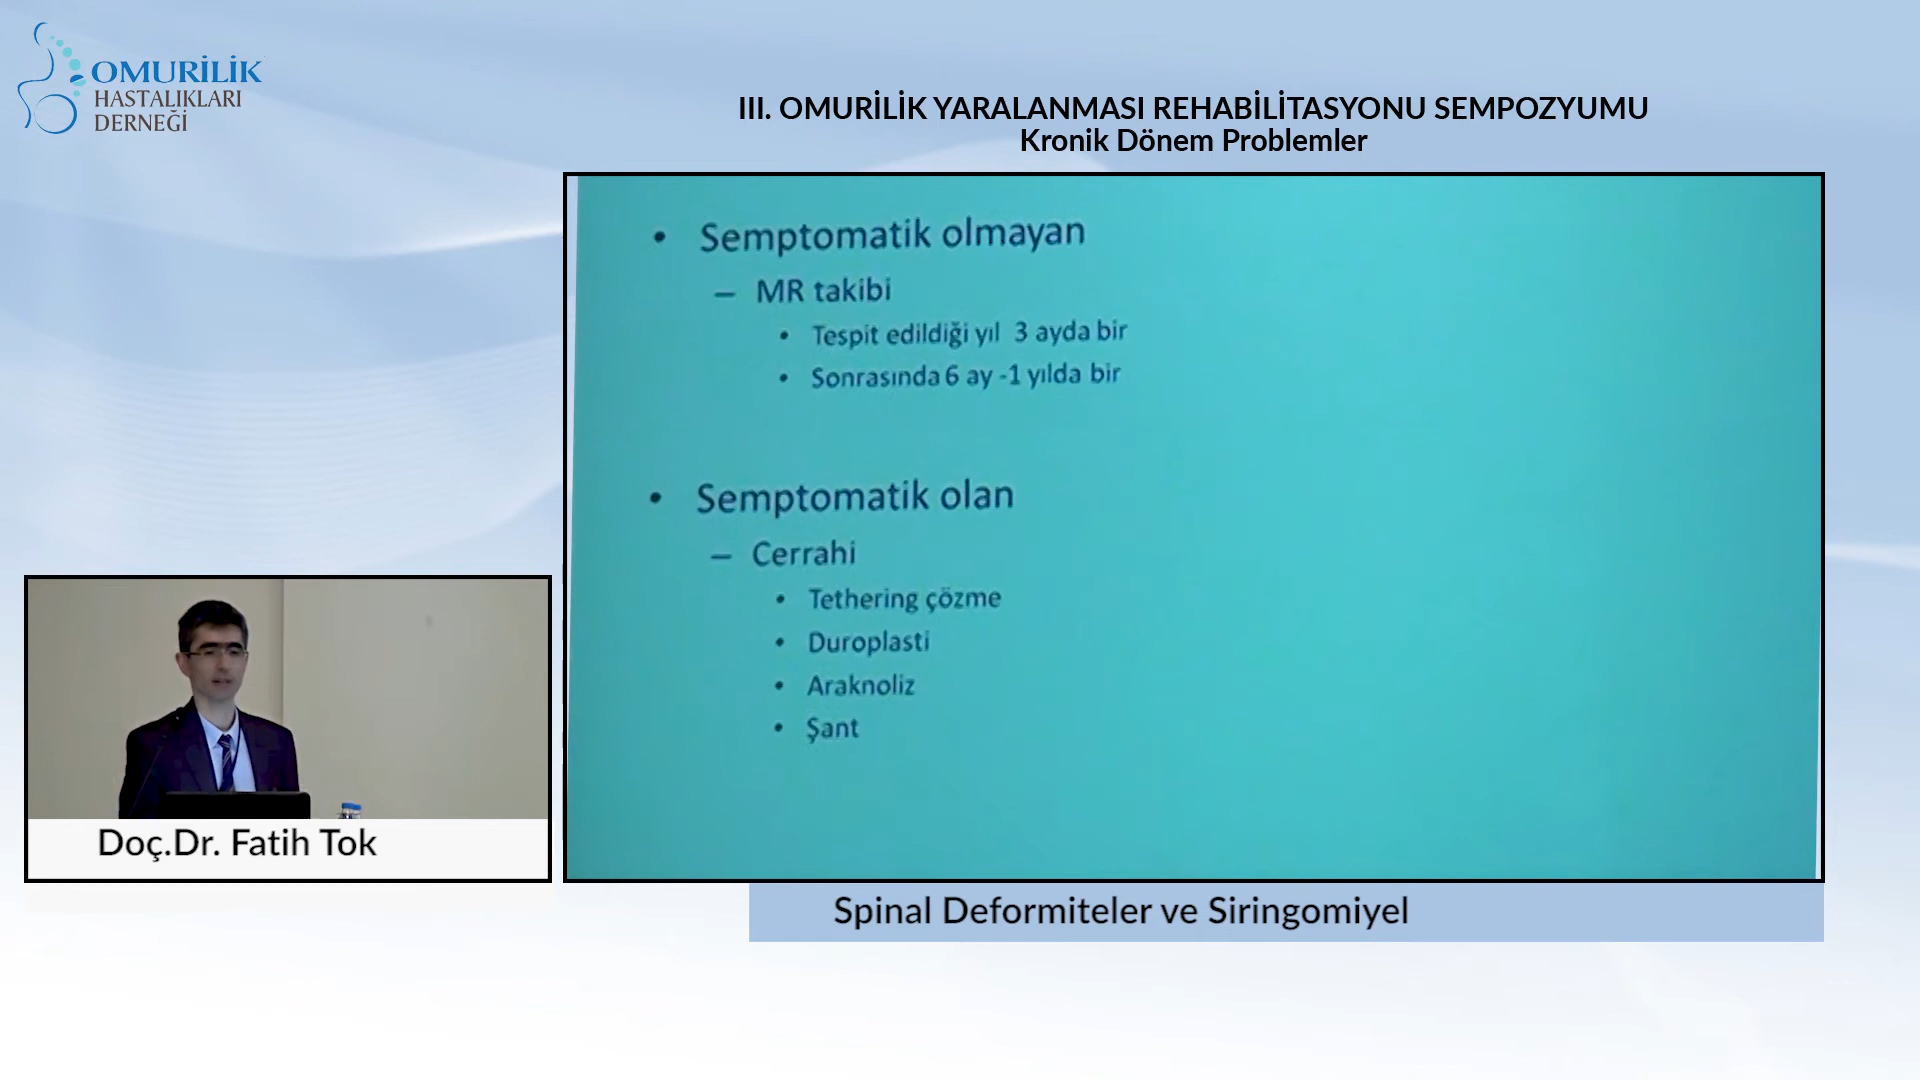 OMURİLİK
HASTALIKLARI
DERNEĞİ
III. OMURİLİK YARALANMASI REHABİLİTASYONU SEMPOZYUMU
Kronik Dönem Problemler
• Semptomatik olmayan
– MR takibi
• Tespit edildiği yıl 3 ayda bir
• Sonrasında 6 ay -1 yılda bir
• Semptomatik olan
– Cerrahi
• Tethering çözme
• Duroplasti
• Araknoliz
• Şant
Doç.Dr. Fatih Tok
Spinal Deformiteler ve Siringomiyel